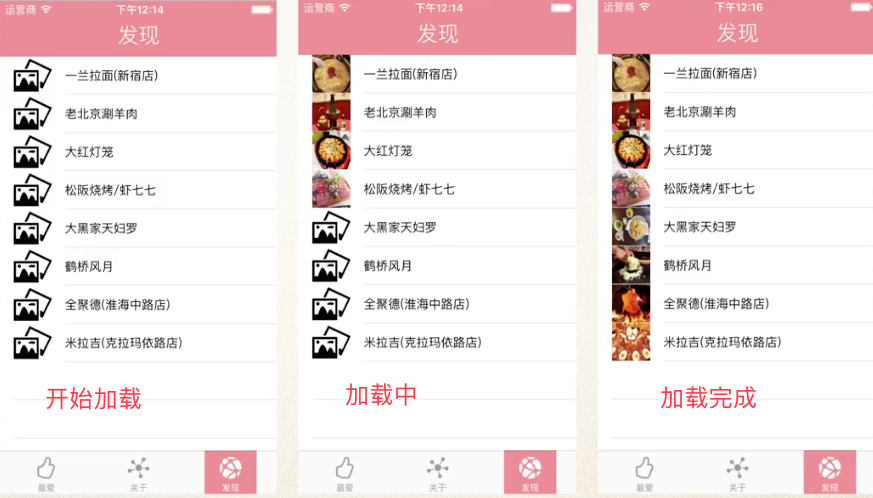 运营商 下午12:14
发现
一兰拉面(新宿店)
老北京涮羊肉
大红灯笼
松阪烧烤/虾七七
大黑家天妇罗
鹤桥风月
全聚德(淮海中路店)
米拉吉(克拉玛依路店)
开始加载
最爱 关于 发现
运营商 下午12:14
发现
一兰拉面(新宿店)
老北京涮羊肉
大红灯笼
松阪烧烤/虾七七
大黑家天妇罗
鹤桥风月
全聚德(淮海中路店)
米拉吉(克拉玛依路店)
加载中
最爱 关于 发现
运营商 下午12:16
发现
一兰拉面(新宿店)
老北京涮羊肉
大红灯笼
松阪烧烤/虾七七
大黑家天妇罗
鹤桥风月
全聚德(淮海中路店)
米拉吉(克拉玛依路店)
加载完成
最爱 关于 发现